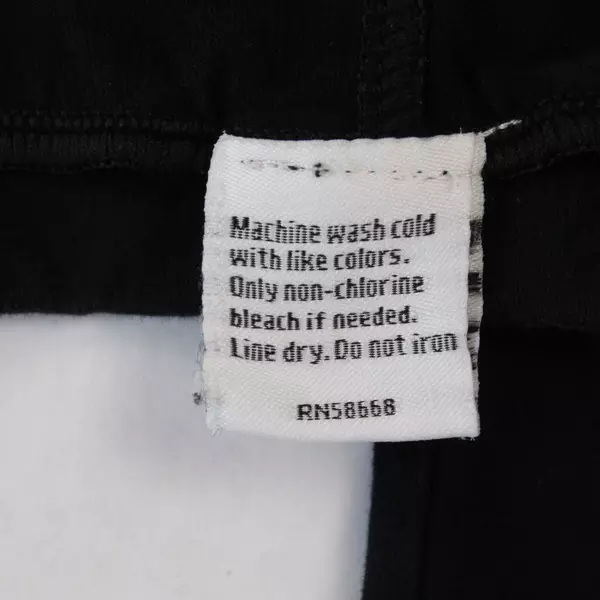 Machine wash cold
with like colors.
Only non-chlorine
bleach if needed.
Line dry. Do not iron
RN58668